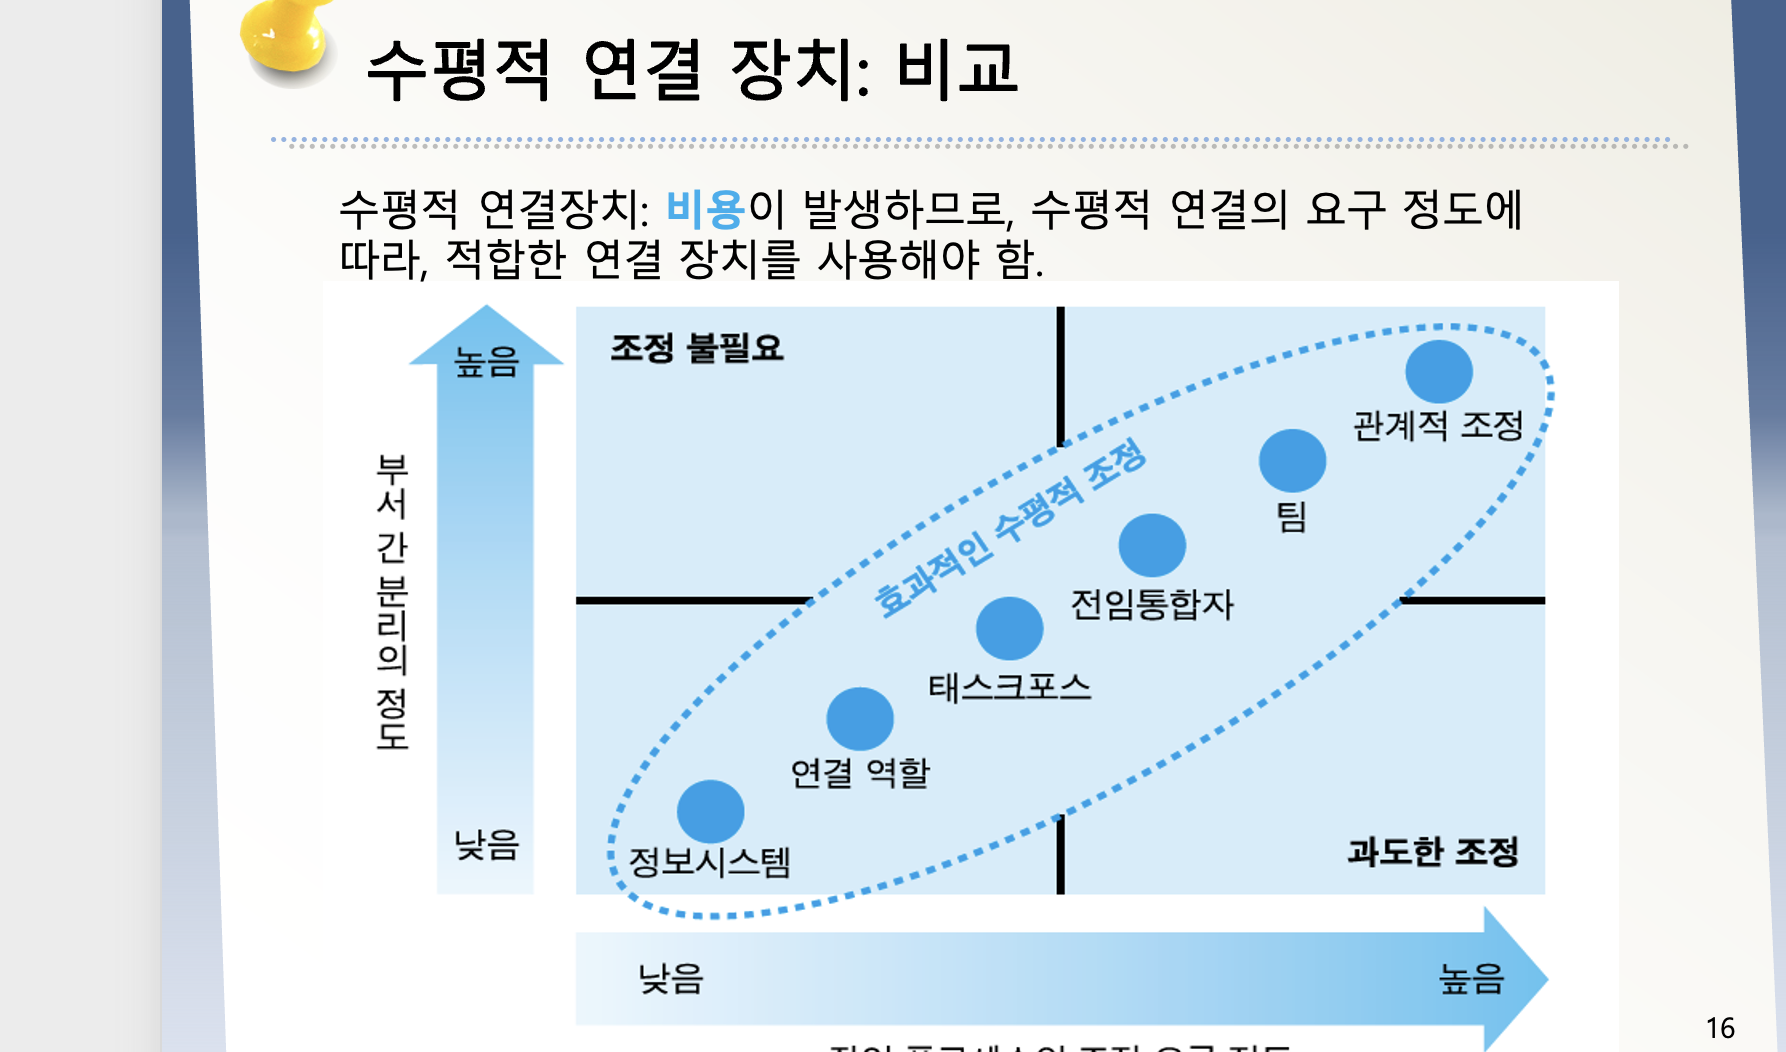 수평적 연결 장치: 비교
수평적 연결장치: 비용이 발생하므로, 수평적 연결의 요구 정도에
따라, 적합한 연결 장치를 사용해야 함.
높음
조정 불필요
관계적 조정
부서 간 분리의 정도
효과적인 수평적 조정
팀
전임통합자
태스크포스
연결 역할
낮음
정보시스템
과도한 조정
낮음
높음
16